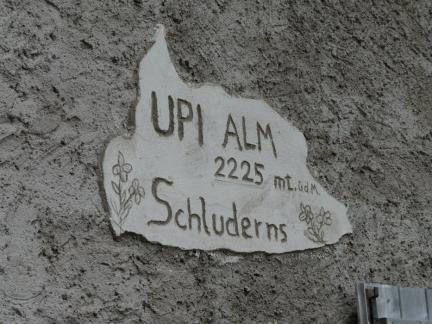 UPI ALM
2225 mt. ü.d.M.
Schluderns